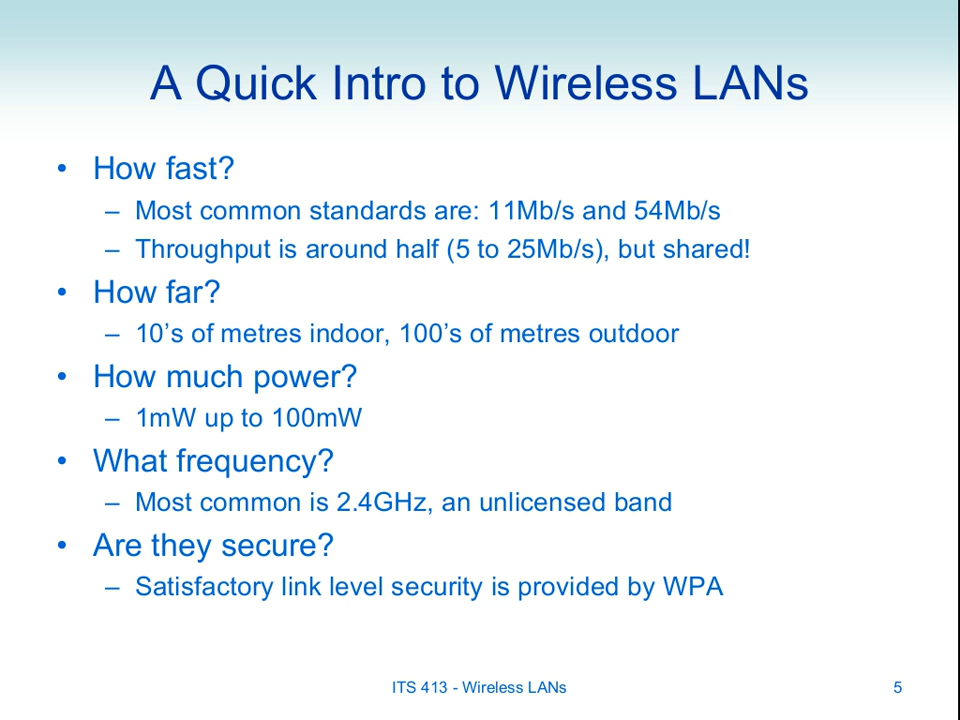 A Quick Intro to Wireless LANs
• How fast?
– Most common standards are: 11Mb/s and 54Mb/s
– Throughput is around half (5 to 25Mb/s), but shared!
• How far?
– 10’s of metres indoor, 100’s of metres outdoor
• How much power?
– 1mW up to 100mW
• What frequency?
– Most common is 2.4GHz, an unlicensed band
• Are they secure?
– Satisfactory link level security is provided by WPA
ITS 413 - Wireless LANs
5